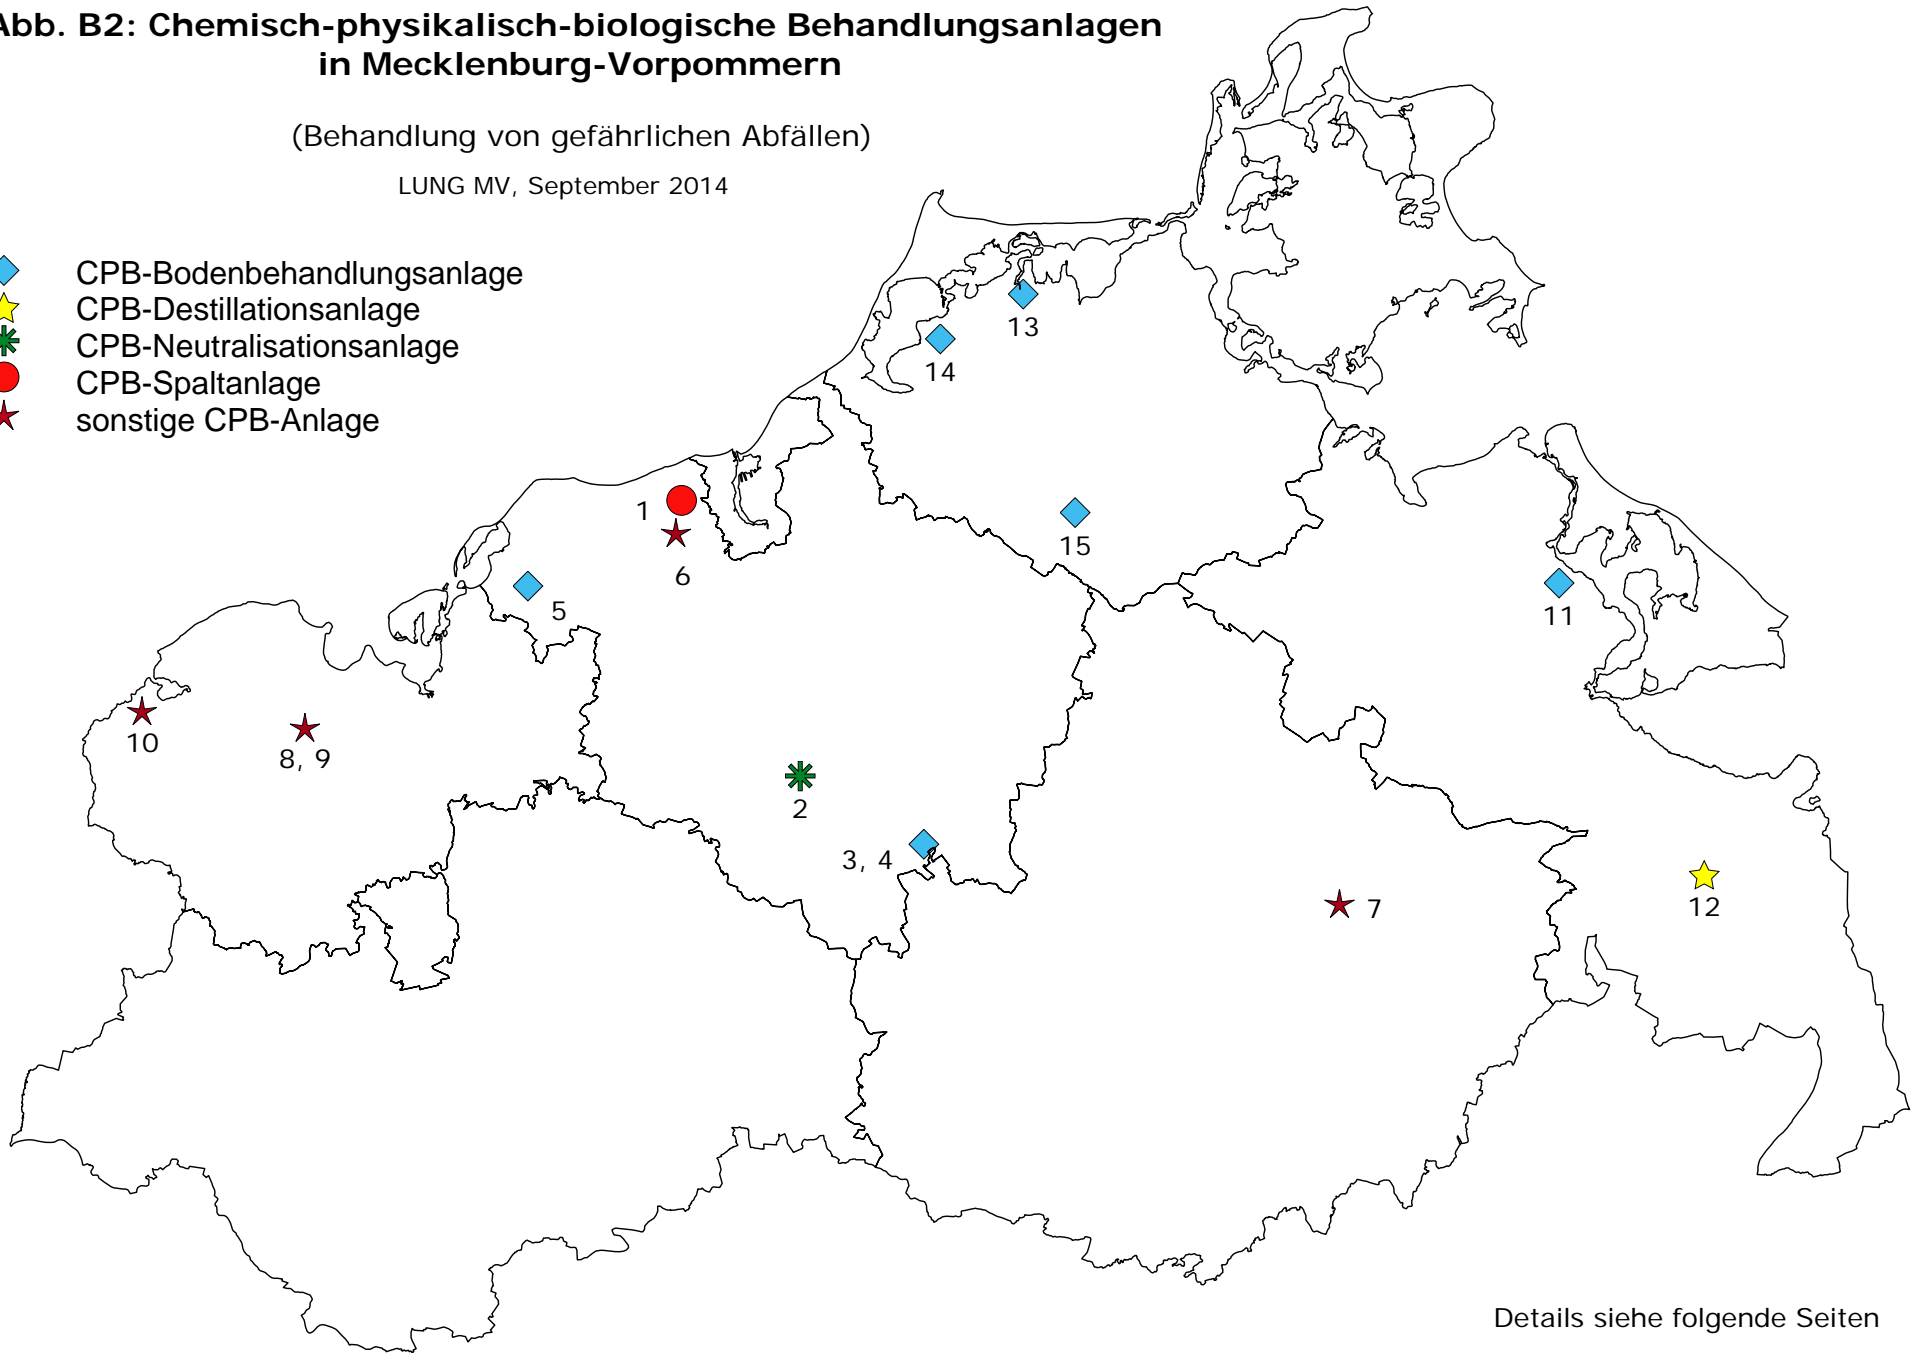 Abb. B2: Chemisch-physikalisch-biologische Behandlungsanlagen
in Mecklenburg-Vorpommern
(Behandlung von gefährlichen Abfällen)
LUNG MV, September 2014
CPB-Bodenbehandlungsanlage
CPB-Destillationsanlage
CPB-Neutralisationsanlage
CPB-Spaltanlage
sonstige CPB-Anlage
13
14
1
15
6
5
11
10
8, 9
2
3, 4
7
12
Details siehe folgende Seiten